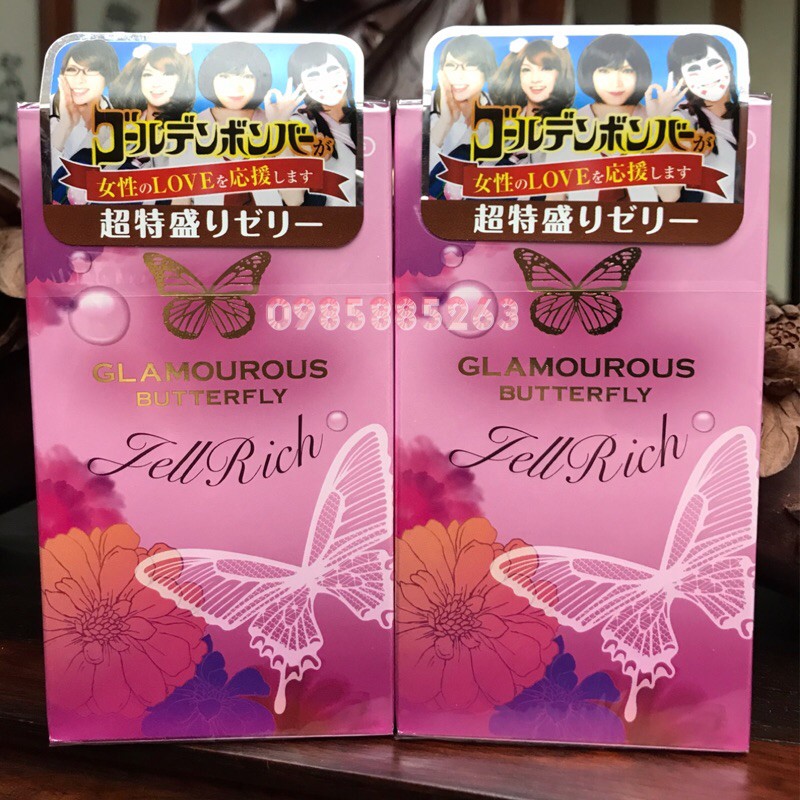 ゴールデンボンバーが
女性のLOVEを応援します
超特盛りゼリー
GLAMOUROUS
BUTTERFLY
JellRich
ゴールデンボンバーが
女性のLOVEを応援します
超特盛りゼリー
GLAMOUROUS
BUTTERFLY
JellRich
0985885263